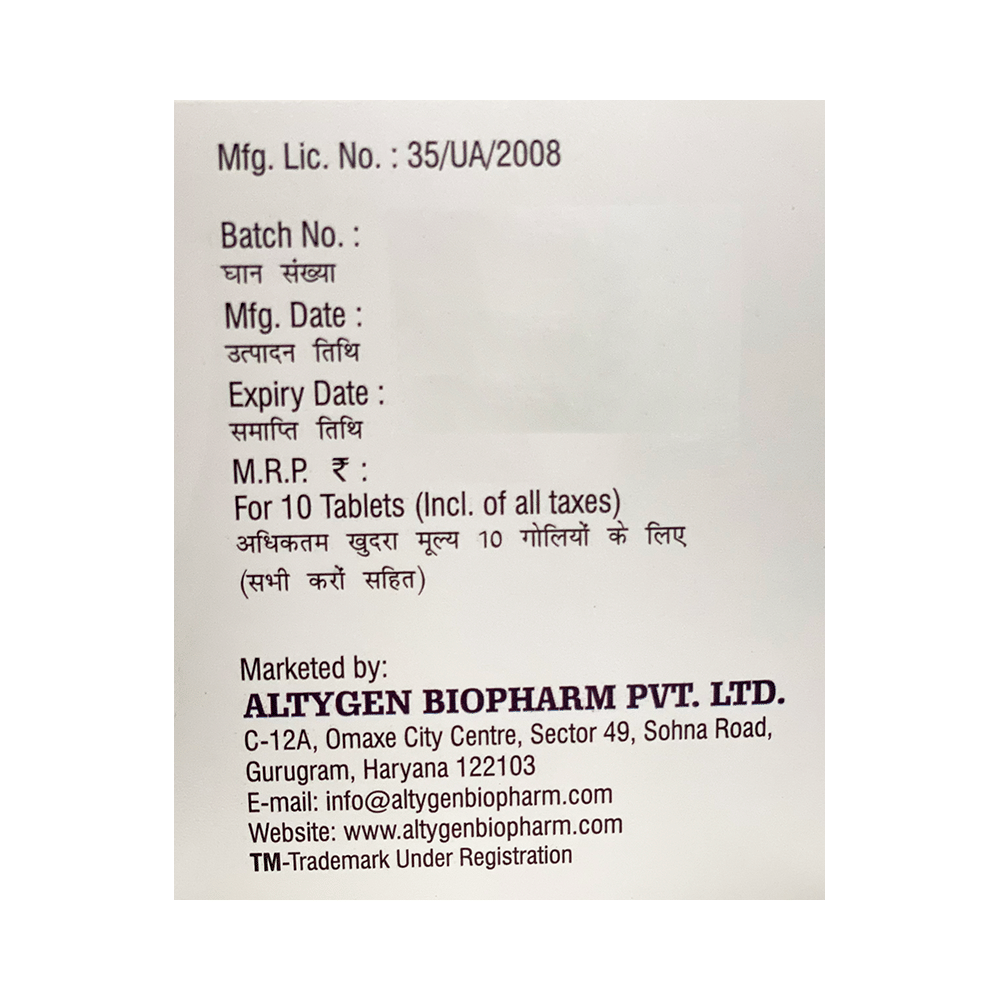 Mfg. Lic. No. : 35/UA/2008
Batch No. :
घान संख्या
Mfg. Date :
उत्पादन तिथि
Expiry Date :
समाप्ति तिथि
M.R.P. ₹ :
For 10 Tablets (Incl. of all taxes)
अधिकतम खुदरा मूल्य 10 गोलियों के लिए
(सभी करों सहित)
Marketed by:
ALTYGEN BIOPHARM PVT. LTD.
C-12A, Omaxe City Centre, Sector 49, Sohna Road,
Gurugram, Haryana 122103
E-mail: info@altygenbiopharm.com
Website: www.altygenbiopharm.com
TM-Trademark Under Registration